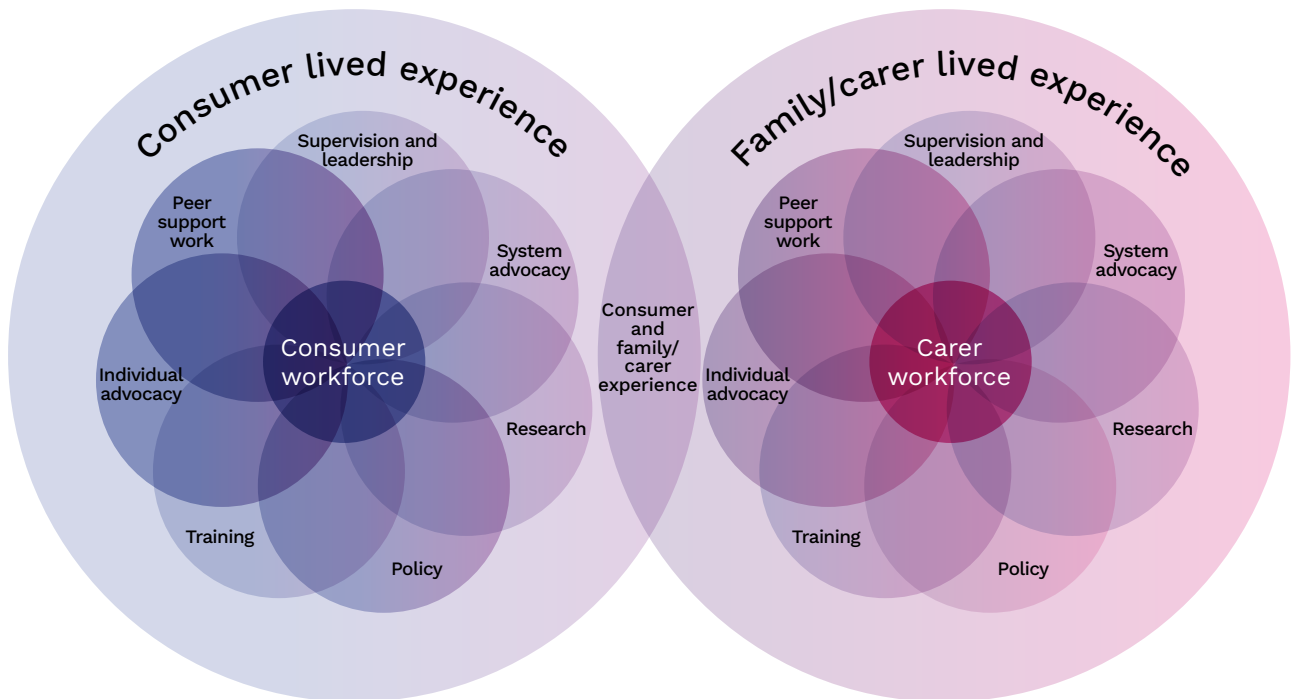 Consumer lived experience
Supervision and
leadership
Peer
support
work
System
advocacy
Consumer
workforce
Individual
advocacy
Research
Training
Policy
Consumer
and
family/
carer
experience
Family/carer lived experience
Supervision and
leadership
Peer
support
work
System
advocacy
Carer
workforce
Individual
advocacy
Research
Training
Policy